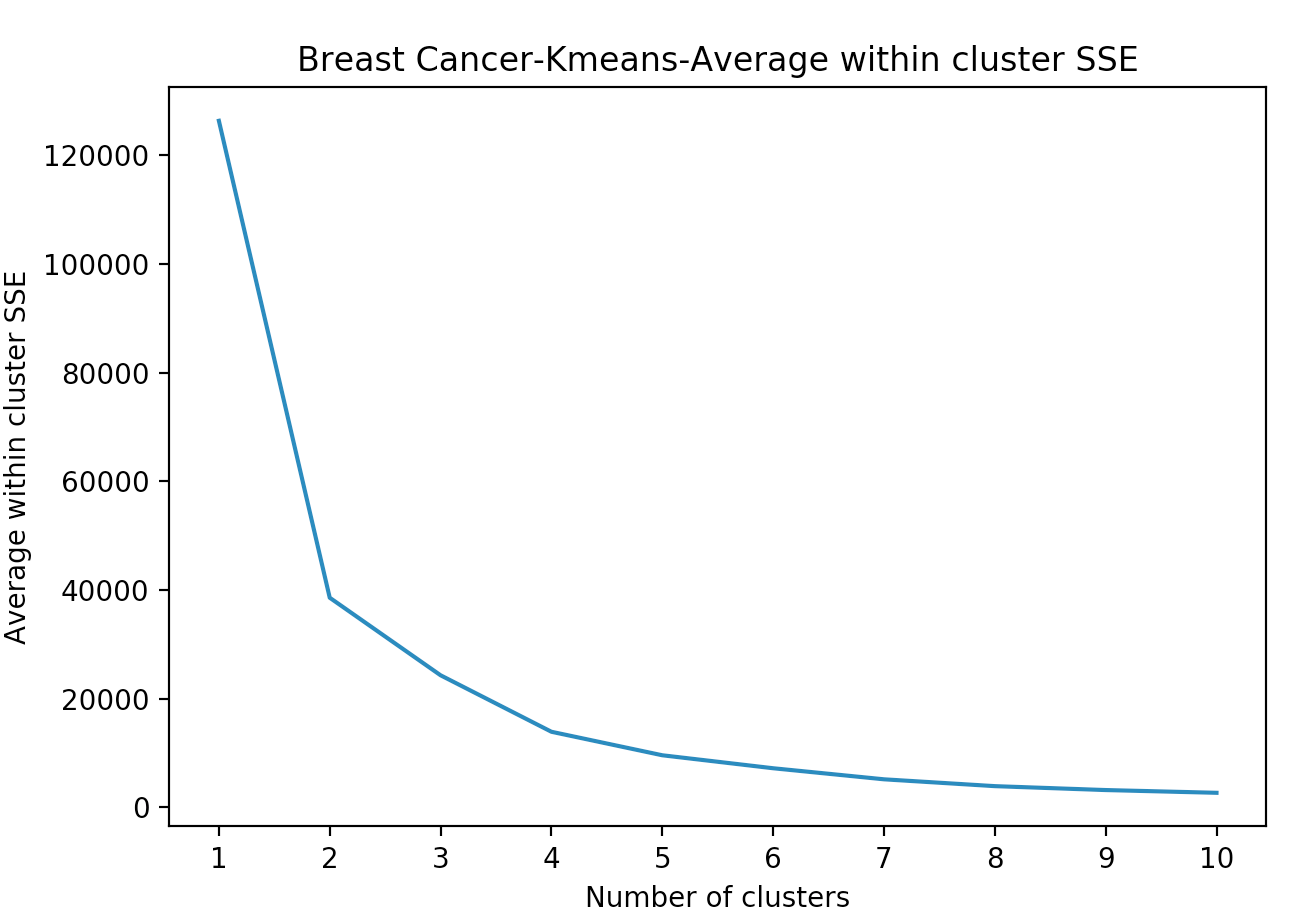 Breast Cancer-Kmeans-Average within cluster SSE
Average within cluster SSE
120000
100000
80000
60000
40000
20000
0
1 2 3 4 5 6 7 8 9 10
Number of clusters